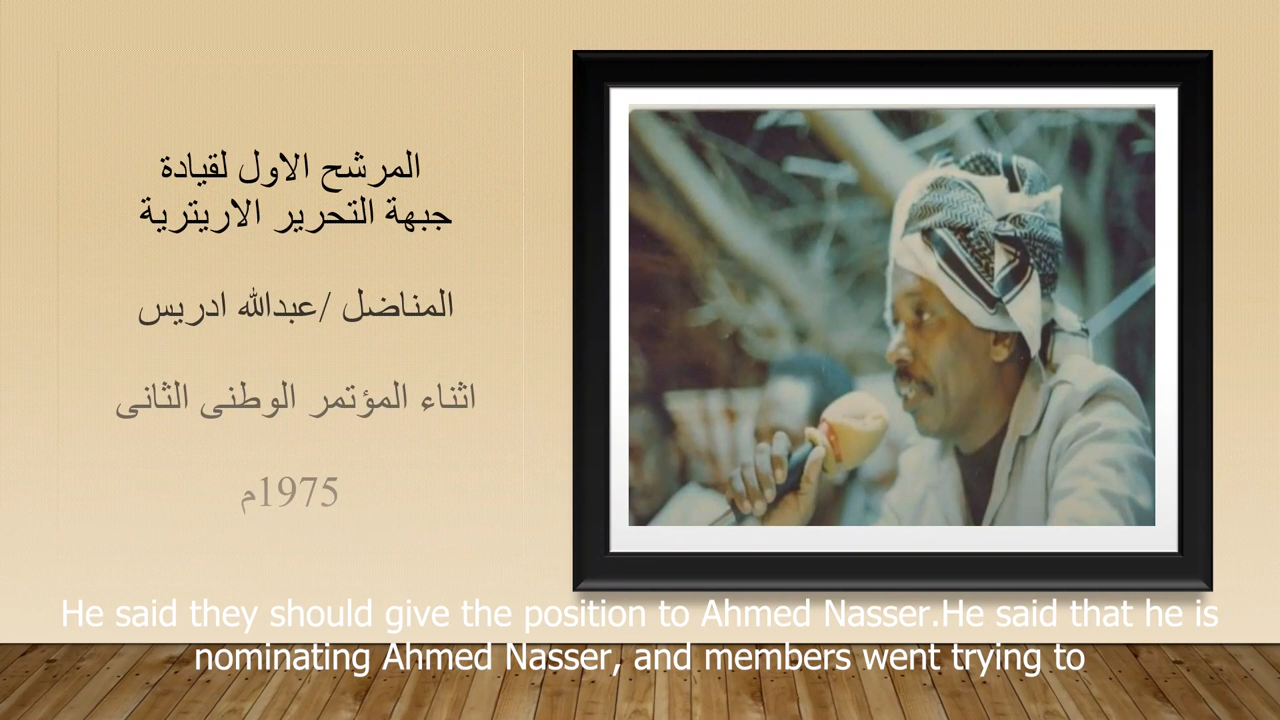 المرشح الاول لقيادة
جبهة التحرير الاريترية
المناضل /عبدالله ادريس
اثناء المؤتمر الوطنى الثانى
1975م
He said they should give the position to Ahmed Nasser.He said that he is
nominating Ahmed Nasser, and members went trying to